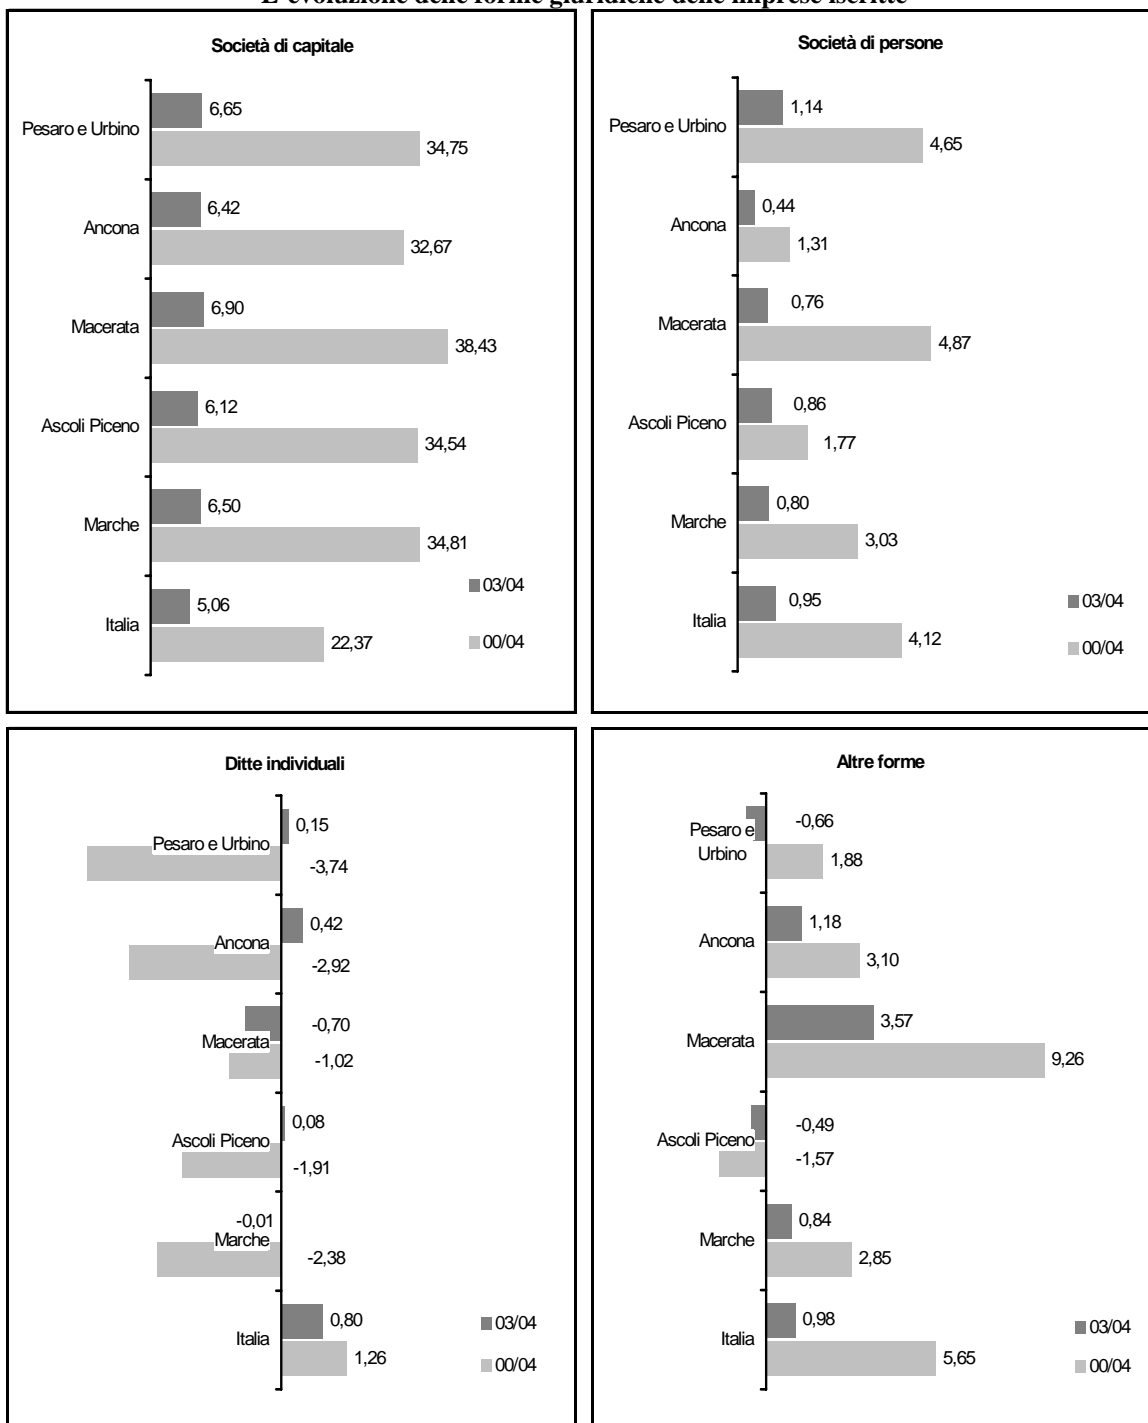 L'evoluzione delle forme giuridiche delle imprese iscritte
Società di capitale
Pesaro e Urbino
6,65
34,75
Ancona
6,42
32,67
Macerata
6,90
38,43
Ascoli Piceno
6,12
34,54
Marche
6,50
34,81
Italia
5,06
22,37
03/04
00/04
Società di persone
Pesaro e Urbino
1,14
4,65
Ancona
0,44
1,31
Macerata
0,76
4,87
Ascoli Piceno
0,86
1,77
Marche
0,80
3,03
Italia
0,95
4,12
03/04
00/04
Ditte individuali
Pesaro e Urbino
0,15
-3,74
Ancona
0,42
-2,92
Macerata
-0,70
-1,02
Ascoli Piceno
0,08
-1,91
Marche
-0,01
-2,38
Italia
0,80
1,26
03/04
00/04
Altre forme
Pesaro e
Urbino
-0,66
1,88
Ancona
1,18
3,10
Macerata
3,57
9,26
Ascoli Piceno
-0,49
-1,57
Marche
0,84
2,85
Italia
0,98
5,65
03/04
00/04